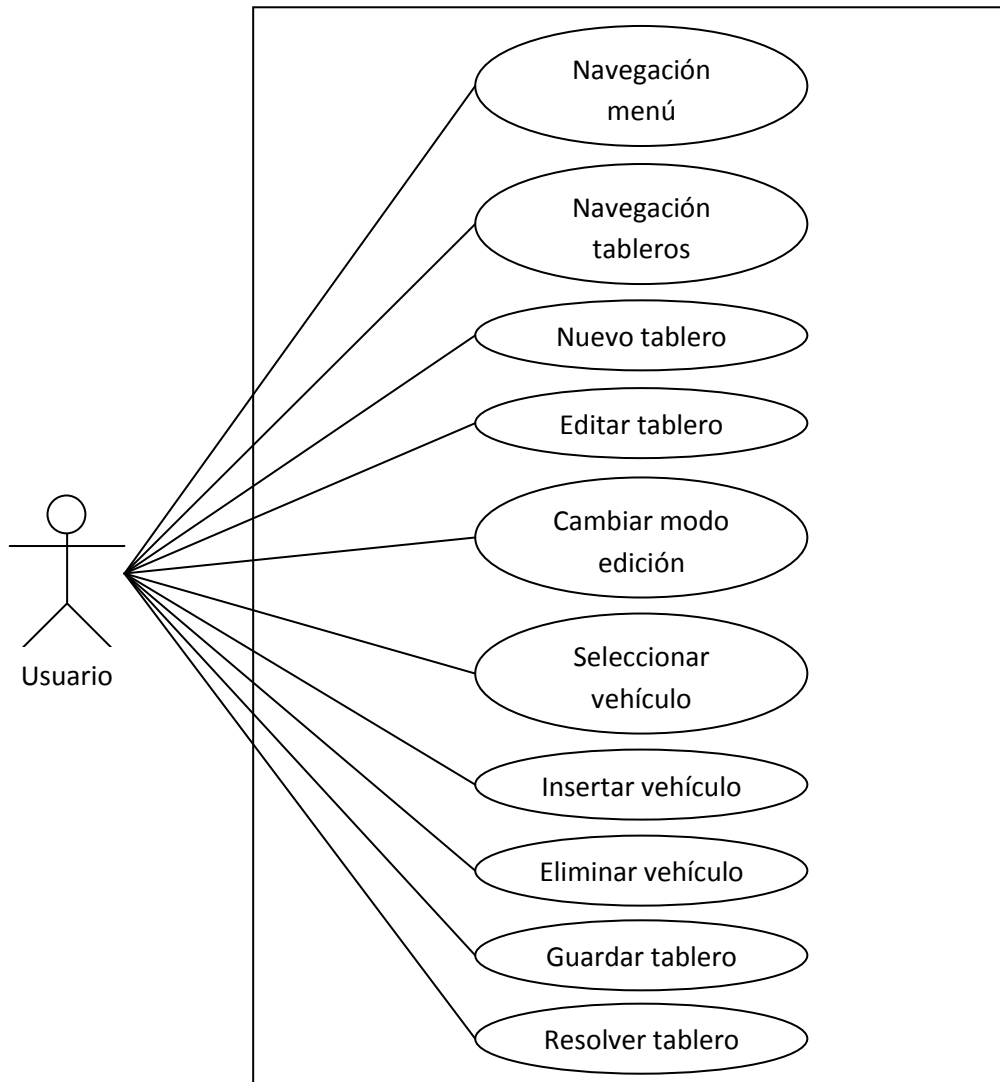 Navegación
menú
Navegación
tableros
Nuevo tablero
Editar tablero
Cambiar modo
edición
Seleccionar
vehículo
Usuario
Insertar vehículo
Eliminar vehículo
Guardar tablero
Resolver tablero